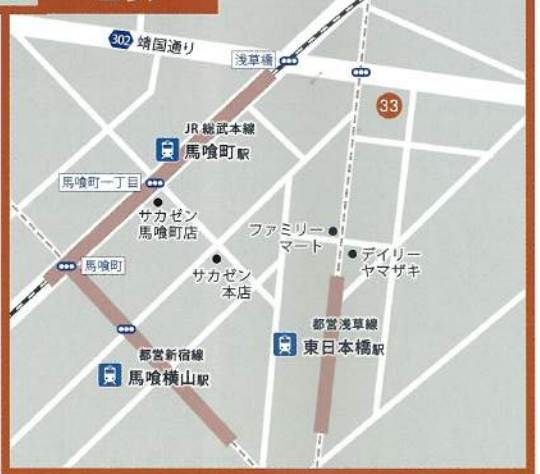 302 靖国通り
浅草橋
33
JR 総武本線
馬喰町駅
馬喰町一丁目
サカゼン
馬喰町店
ファミリー
マート
デイリー
ヤマザキ
馬喰町
サカゼン
本店
都営浅草線
東日本橋駅
都営新宿線
馬喰横山駅